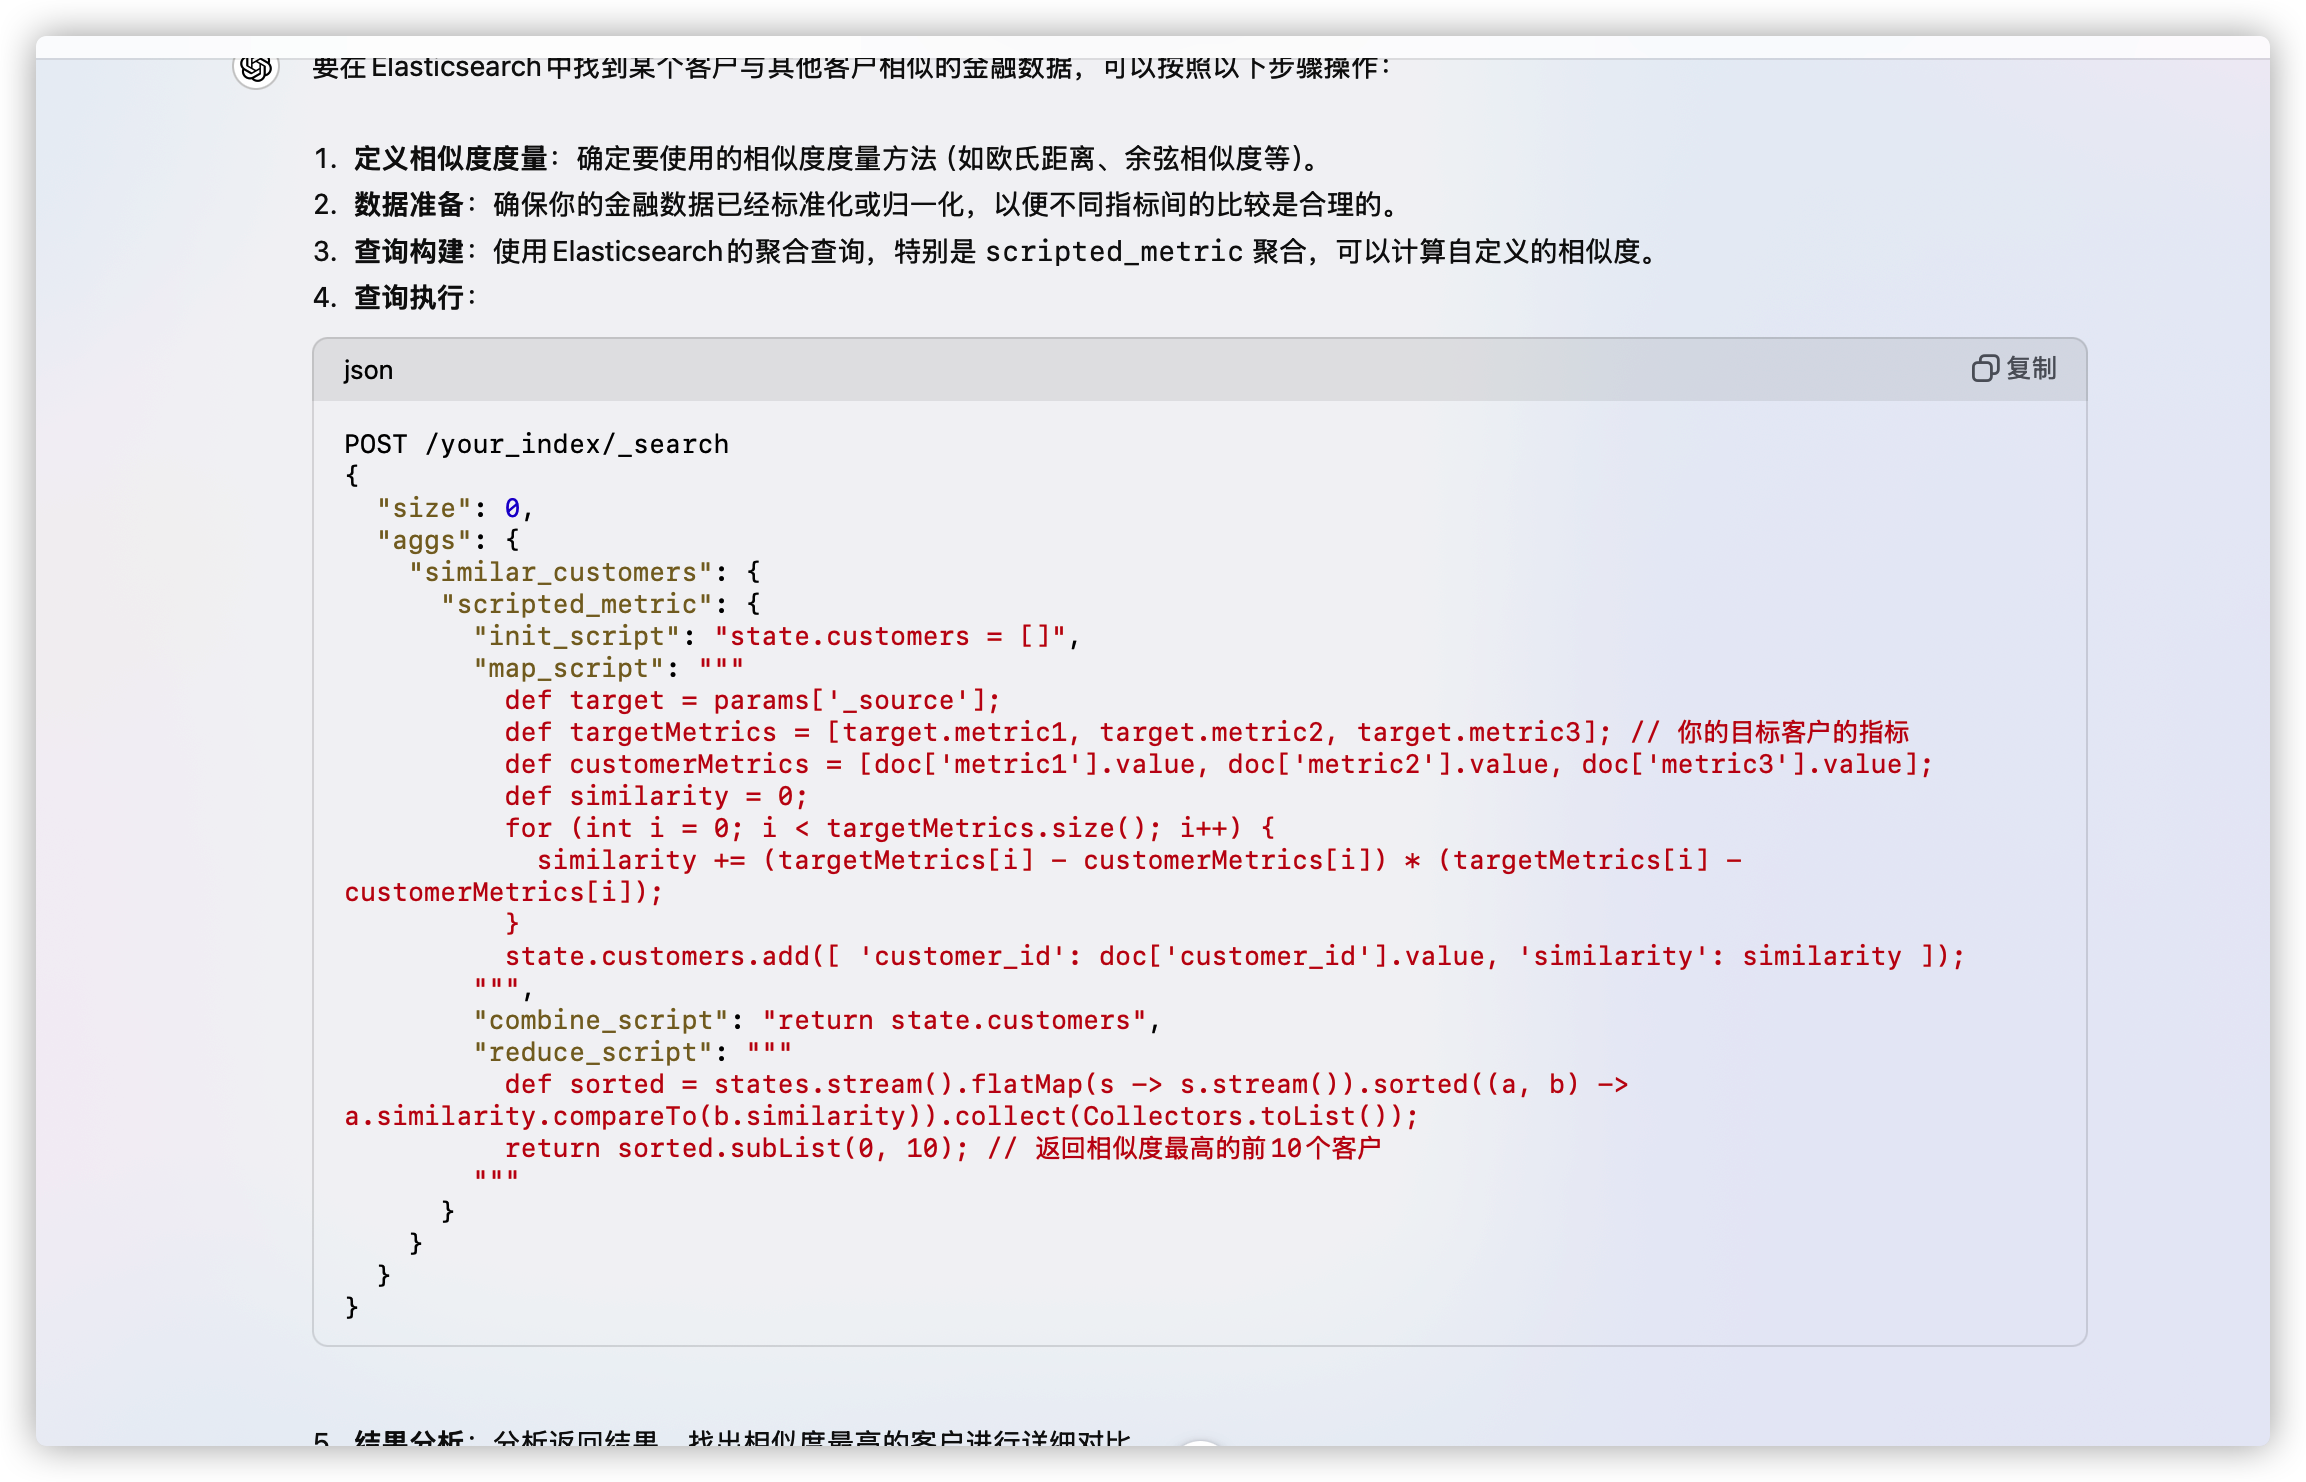 要在Elasticsearch中找到某个客户与其他客户相似的金融数据，可以按照以下步骤操作：
1. 定义相似度度量：确定要使用的相似度度量方法 (如欧氏距离、余弦相似度等)。
2. 数据准备：确保你的金融数据已经标准化或归一化，以便不同指标间的比较是合理的。
3. 查询构建：使用Elasticsearch的聚合查询，特别是 scripted_metric 聚合，可以计算自定义的相似度。
4. 查询执行：
json
复制
POST /your_index/_search
{
  "size": 0,
  "aggs": {
    "similar_customers": {
      "scripted_metric": {
        "init_script": "state.customers = []",
        "map_script": """
          def target = params['_source'];
          def targetMetrics = [target.metric1, target.metric2, target.metric3]; // 你的目标客户的指标
          def customerMetrics = [doc['metric1'].value, doc['metric2'].value, doc['metric3'].value];
          def similarity = 0;
          for (int i = 0; i < targetMetrics.size(); i++) {
            similarity += (targetMetrics[i] - customerMetrics[i]) * (targetMetrics[i] -
customerMetrics[i]);
          }
          state.customers.add([ 'customer_id': doc['customer_id'].value, 'similarity': similarity ]);
        """,
        "combine_script": "return state.customers",
        "reduce_script": """
          def sorted = states.stream().flatMap(s -> s.stream()).sorted((a, b) ->
a.similarity.compareTo(b.similarity)).collect(Collectors.toList());
          return sorted.subList(0, 10); // 返回相似度最高的前10个客户
        """
      }
    }
  }
}
5. 结果分析：分析返回结果，找出相似度最高的客户进行详细对比